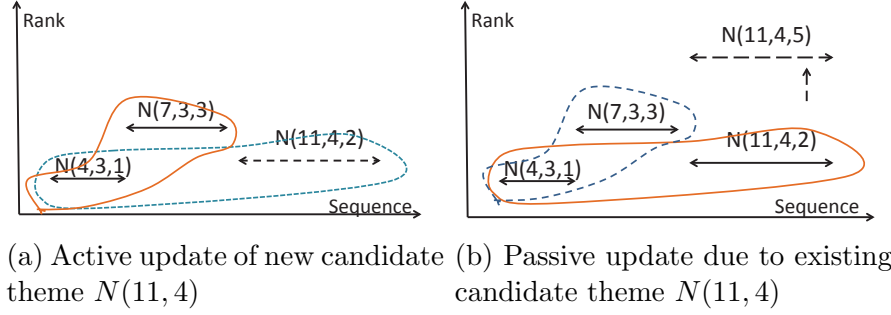 Rank
N(7,3,3)
N(11,4,2)
N(4,3,1)
Sequence
Rank
N(11,4,5)
N(7,3,3)
N(11,4,2)
N(4,3,1)
Sequence
(a) Active update of new candidate
theme N(11, 4)
(b) Passive update due to existing
candidate theme N(11, 4)